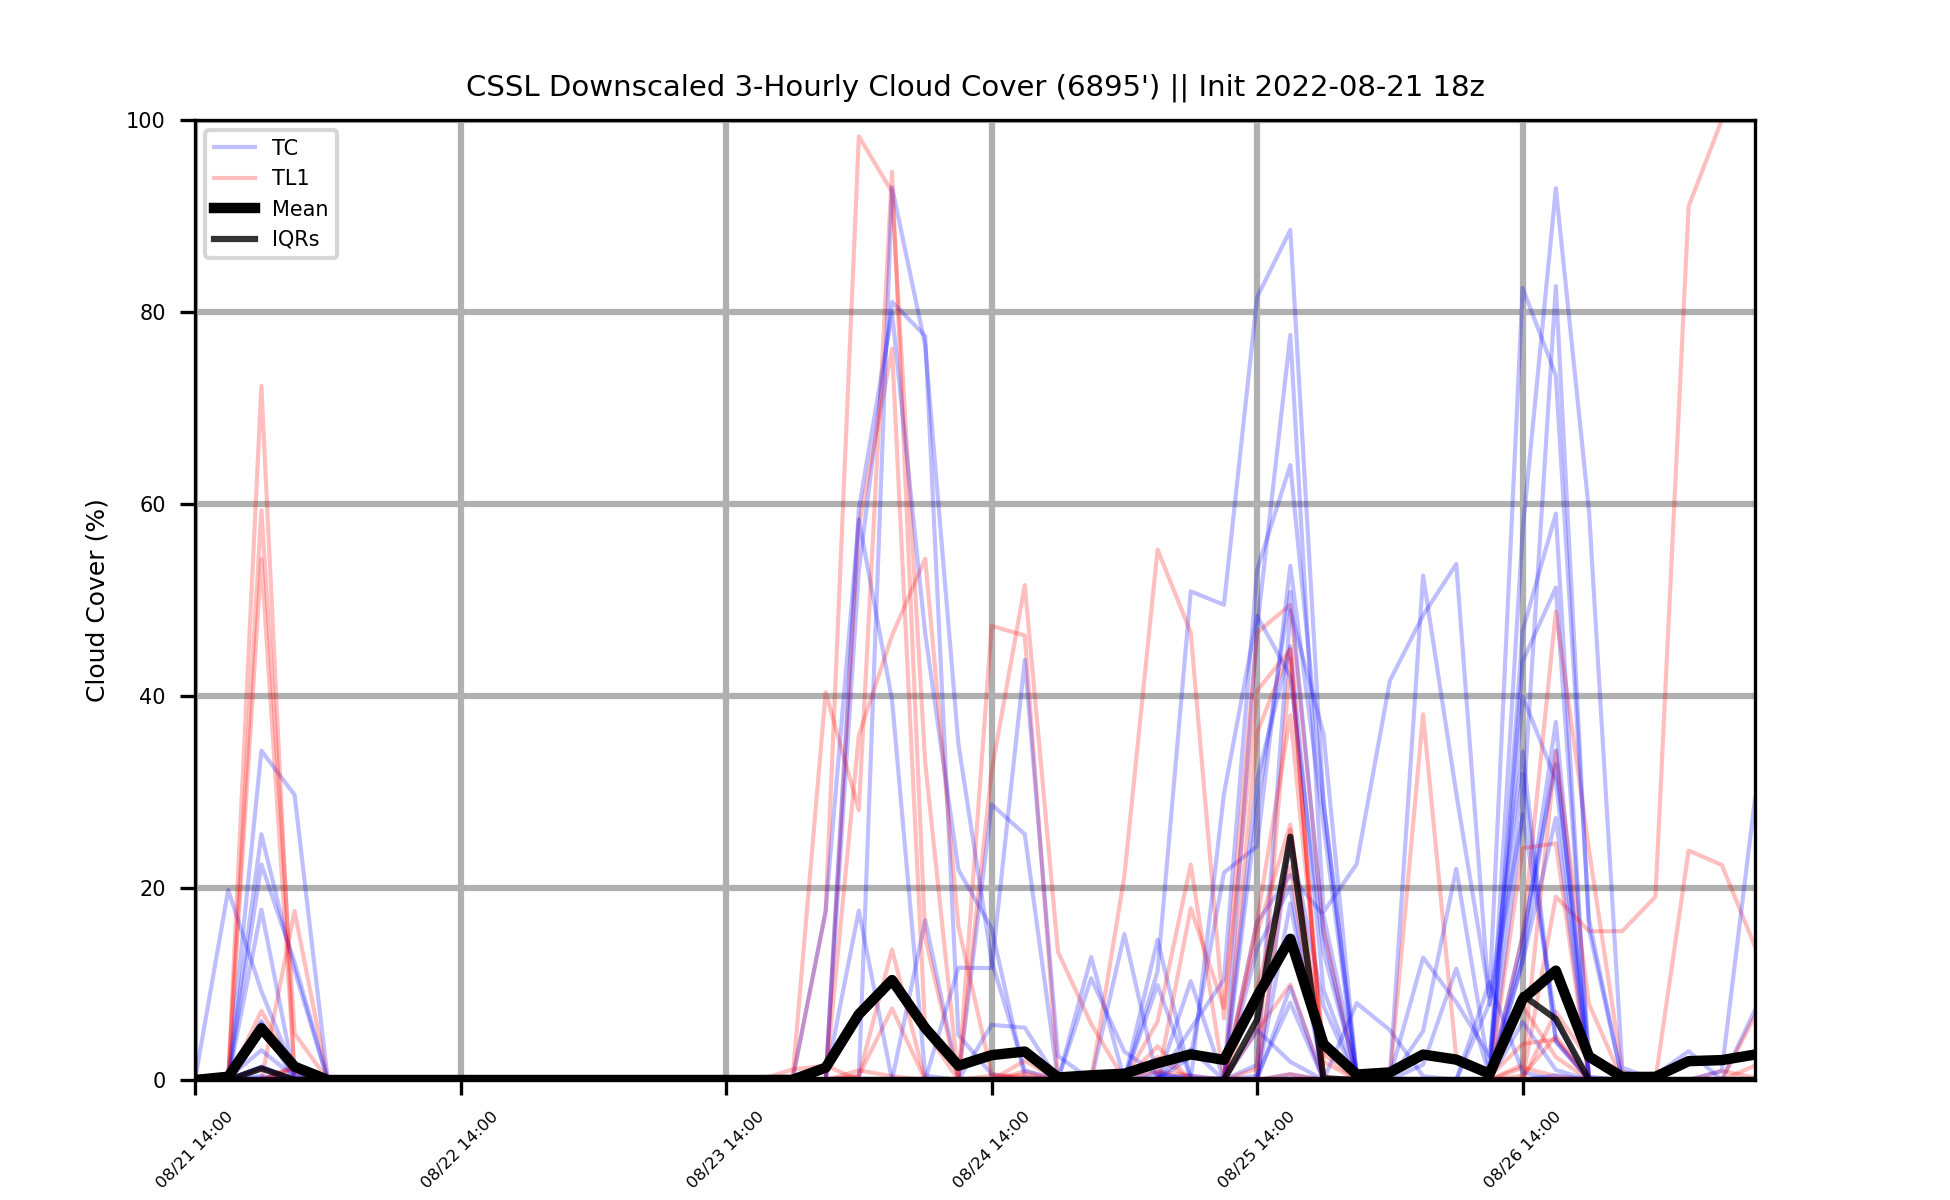 CSSL Downscaled 3-Hourly Cloud Cover (6895') || Init 2022-08-21 18z
TC
TL1
Mean
IQRs
Cloud Cover (%)
100
80
60
40
20
0
08/21 14:00
08/22 14:00
08/23 14:00
08/24 14:00
08/25 14:00
08/26 14:00